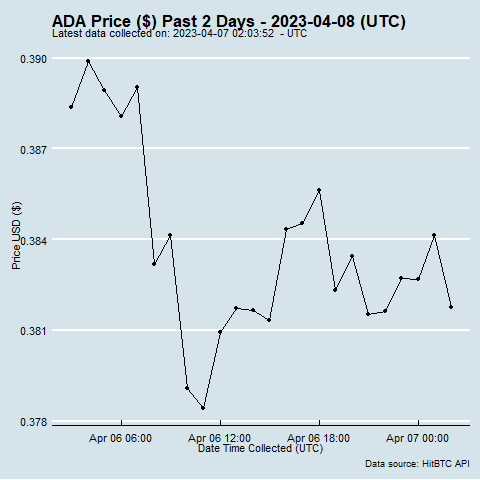 ADA Price ($) Past 2 Days - 2023-04-08 (UTC)
Latest data collected on: 2023-04-07 02:03:52  - UTC
0.390
0.387
0.384
0.381
0.378
Price USD ($)
Apr 06 06:00
Apr 06 12:00
Apr 06 18:00
Apr 07 00:00
Date Time Collected (UTC)
Data source: HitBTC API